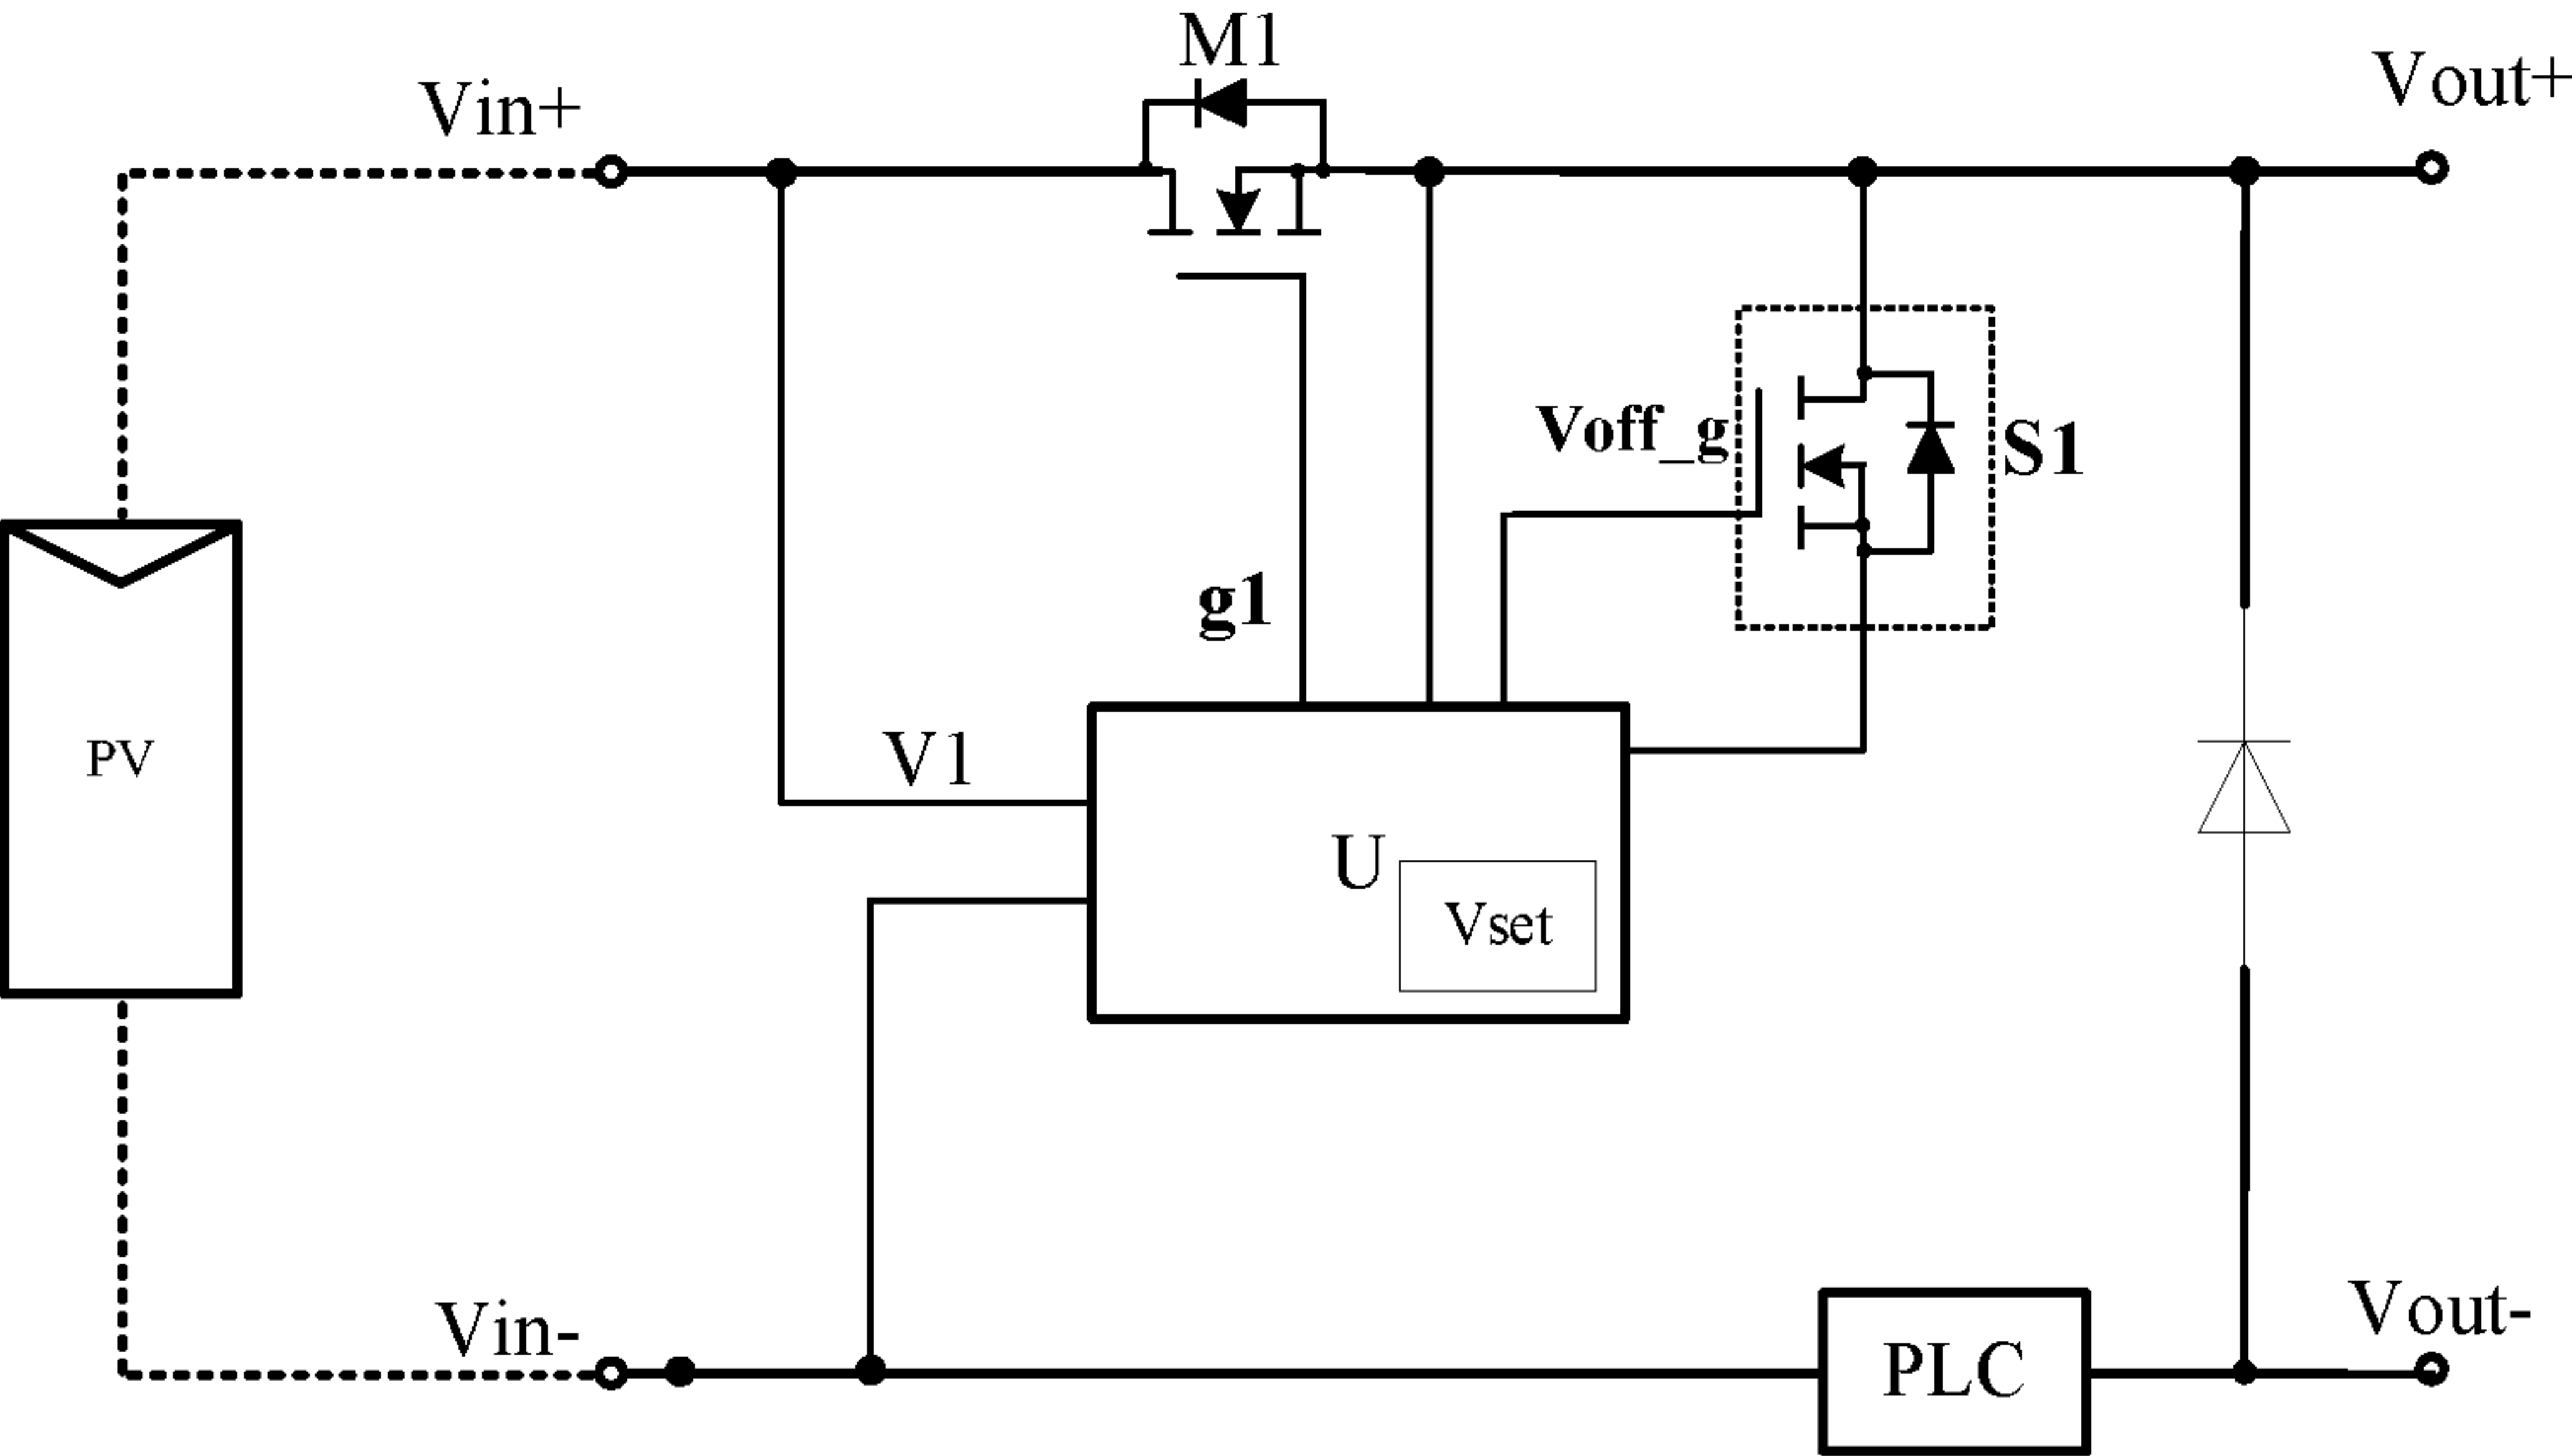 M1
Vin+
Vout+
Voff_g
S1
g1
V1
PV
U
Vset
Vin-
Vout-
PLC